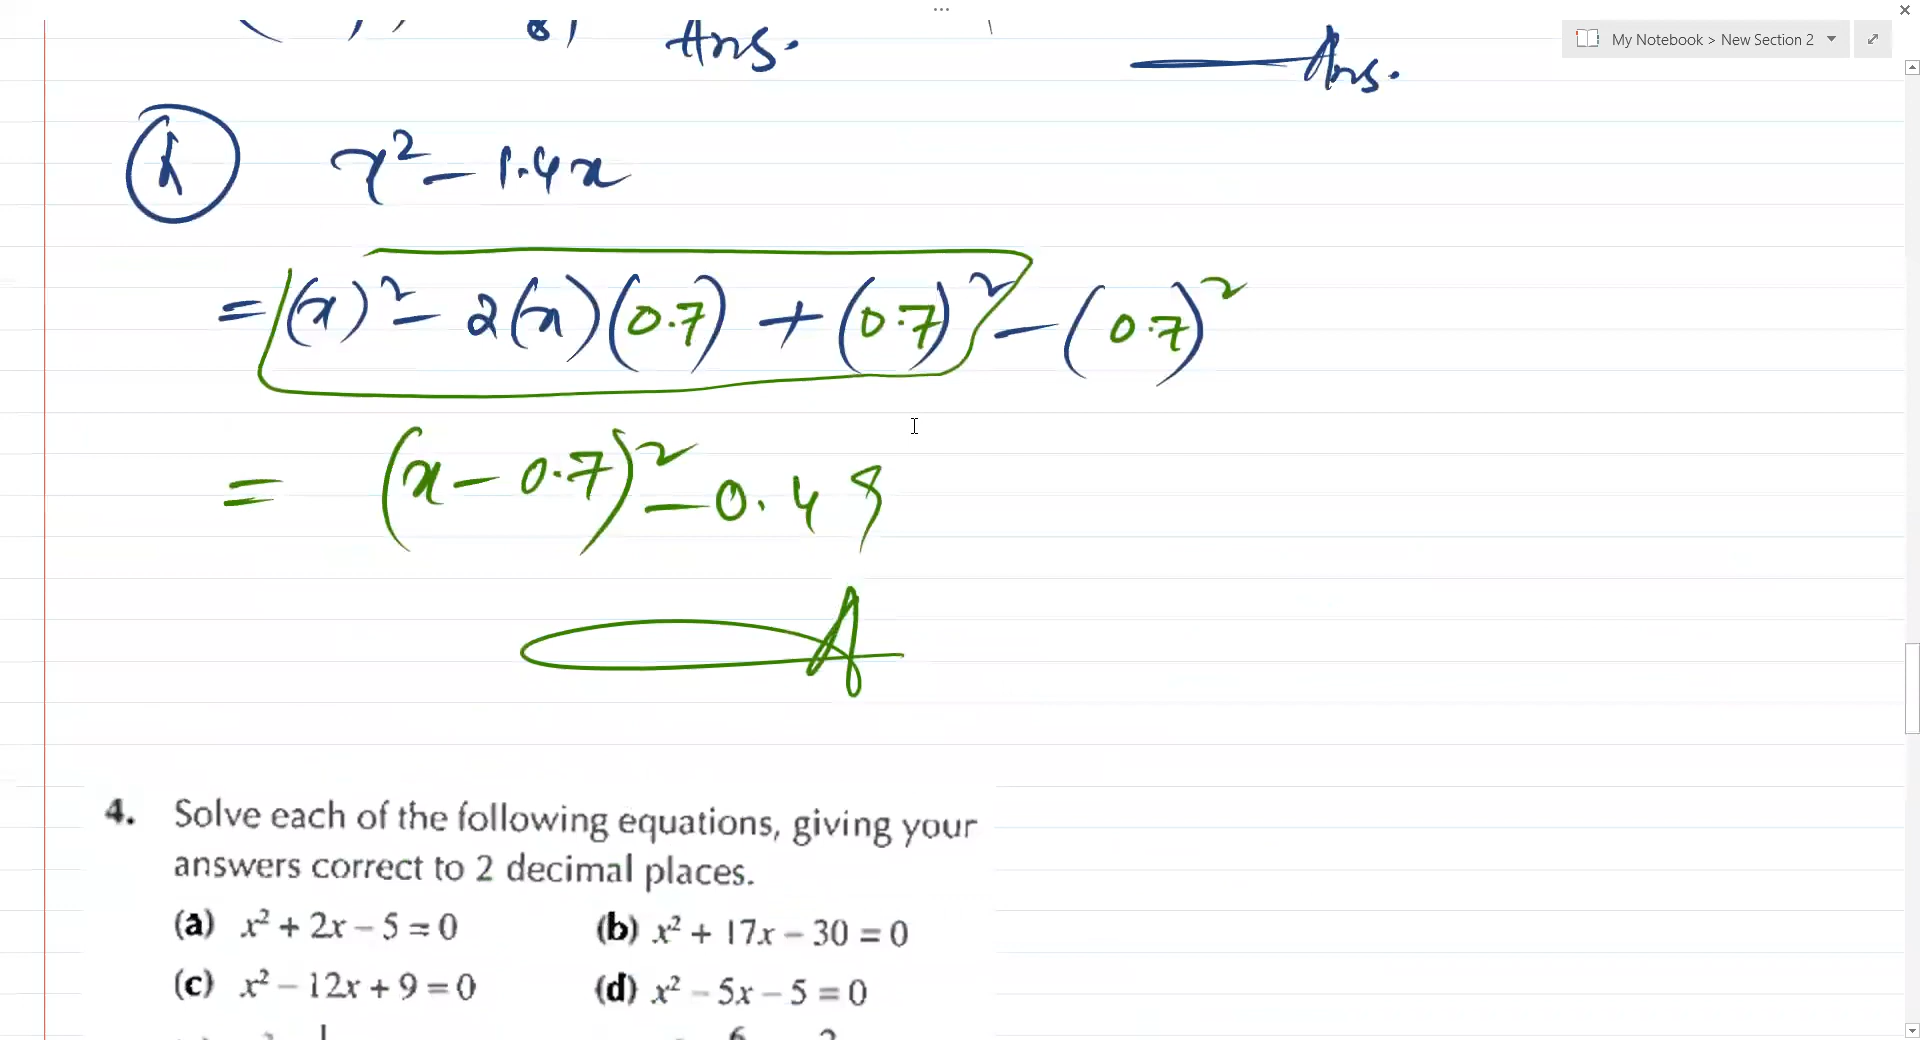 Ans.
Ans.
My Notebook > New Section 2
h x² - 1.4x
= (x)² - 2(x)(0.7) + (0.7)² - (0.7)²
= (x - 0.7)² - 0.49
A
4. Solve each of the following equations, giving your
answers correct to 2 decimal places.
(a) x² + 2x - 5 = 0 (b) x² + 17x - 30 = 0
(c) x² - 12x + 9 = 0 (d) x² - 5x - 5 = 0